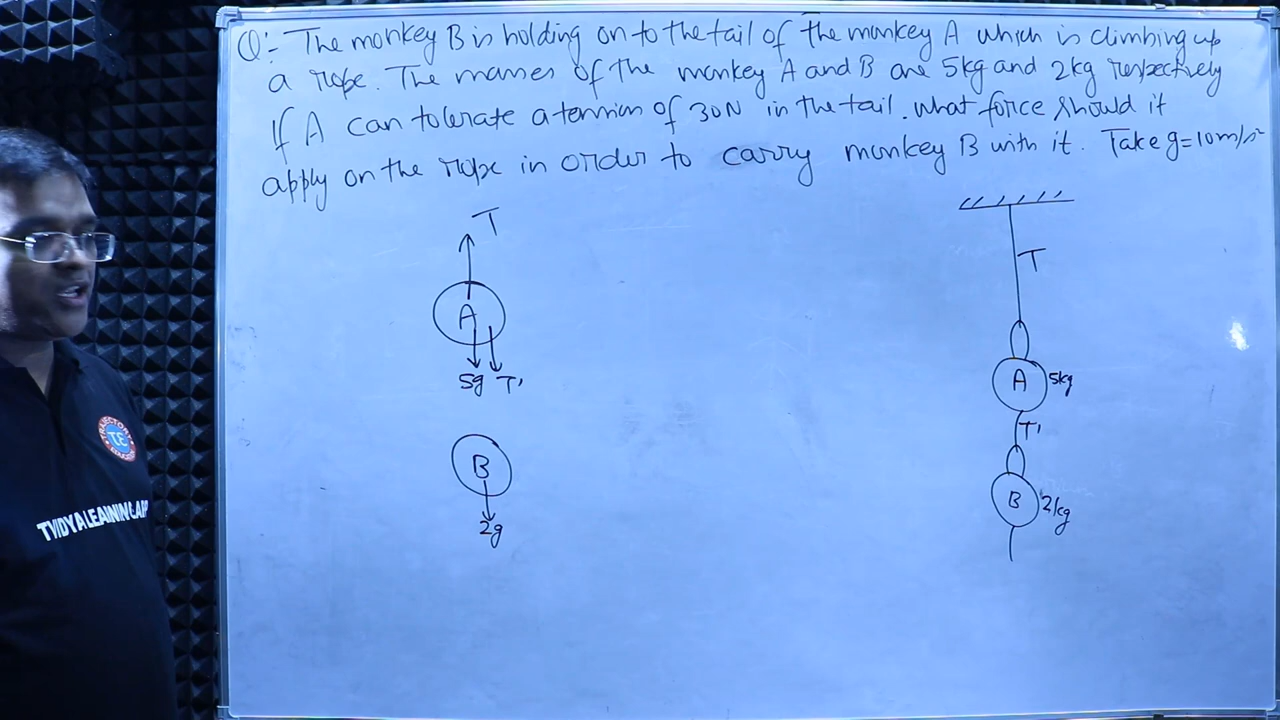 Q:- The monkey B is holding on to the tail of the monkey A which is climbing up
a rope. The masses of the monkey A and B are 5kg and 2kg respectively
If A can tolerate a tension of 30N in the tail. what force should it
apply on the rope in order to carry monkey B with it. Take g=10m/s²
T
A
5g T'
B
2g
T
A 5kg
T'
B 2kg
T.E
TVIDYA LEARNING APP